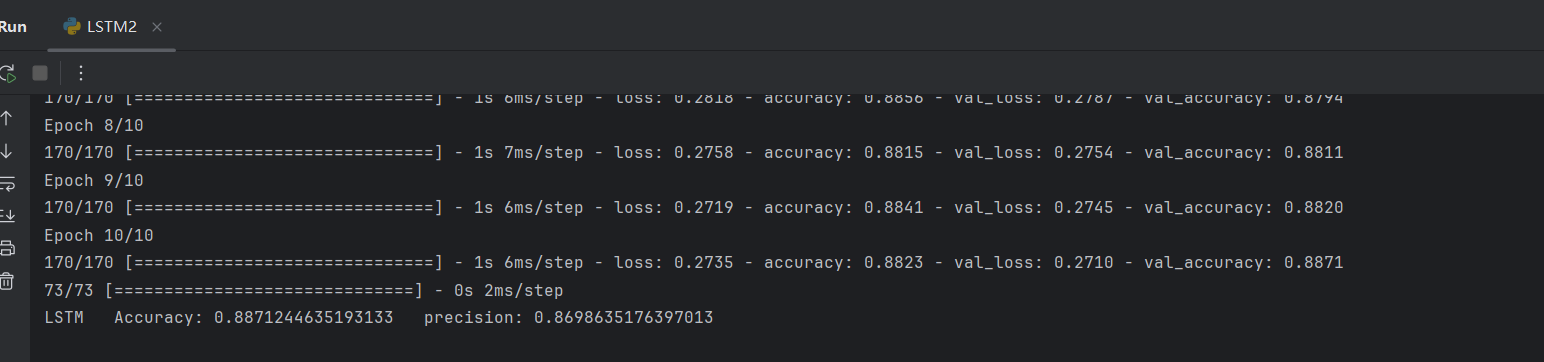 Run LSTM2
170/170 [==============================] - 1s 6ms/step - loss: 0.2818 - accuracy: 0.8856 - val_loss: 0.2787 - val_accuracy: 0.8794
Epoch 8/10
170/170 [==============================] - 1s 7ms/step - loss: 0.2758 - accuracy: 0.8815 - val_loss: 0.2754 - val_accuracy: 0.8811
Epoch 9/10
170/170 [==============================] - 1s 6ms/step - loss: 0.2719 - accuracy: 0.8841 - val_loss: 0.2745 - val_accuracy: 0.8820
Epoch 10/10
170/170 [==============================] - 1s 6ms/step - loss: 0.2735 - accuracy: 0.8823 - val_loss: 0.2710 - val_accuracy: 0.8871
73/73 [==============================] - 0s 2ms/step
LSTM   Accuracy: 0.8871244635193133   precision: 0.8698635176397013